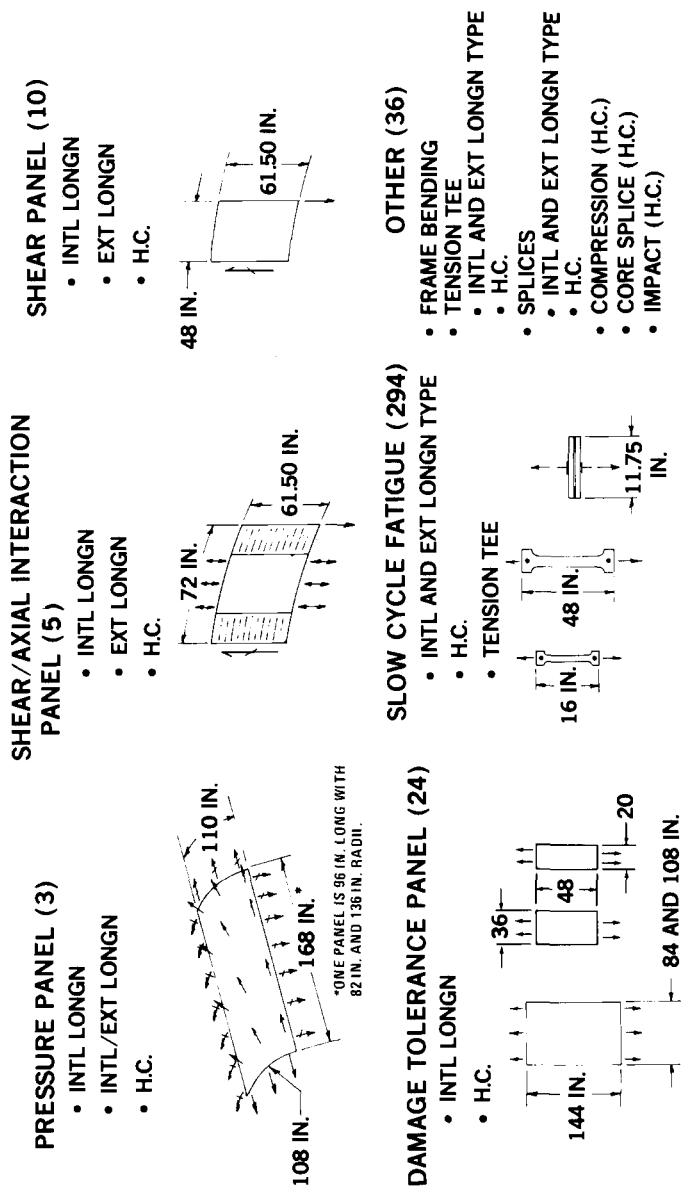 PRESSURE PANEL (3)
• INTL LONGN
• INTL/EXT LONGN
• H.C.
110 IN.
168 IN.*
108 IN.
*ONE PANEL IS 96 IN. LONG WITH
82 IN. AND 136 IN. RADII.
SHEAR/AXIAL INTERACTION
PANEL (5)
• INTL LONGN
• EXT LONGN
• H.C.
72 IN.
61.50 IN.
SHEAR PANEL (10)
• INTL LONGN
• EXT LONGN
• H.C.
48 IN.
61.50 IN.
DAMAGE TOLERANCE PANEL (24)
• INTL LONGN
• H.C.
144 IN.
36
48
20
84 AND 108 IN.
SLOW CYCLE FATIGUE (294)
• INTL AND EXT LONGN TYPE
• H.C.
• TENSION TEE
16 IN.
48 IN.
11.75
IN.
OTHER (36)
• FRAME BENDING
• TENSION TEE
• INTL AND EXT LONGN TYPE
• H.C.
• SPLICES
• INTL AND EXT LONGN TYPE
• H.C.
• COMPRESSION (H.C.)
• CORE SPLICE (H.C.)
• IMPACT (H.C.)